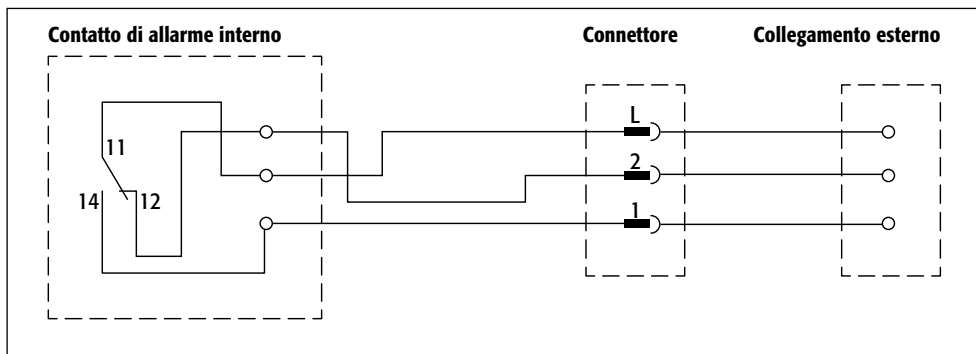 Contatto di allarme interno
Connettore
Collegamento esterno
L
11
2
14
12
1